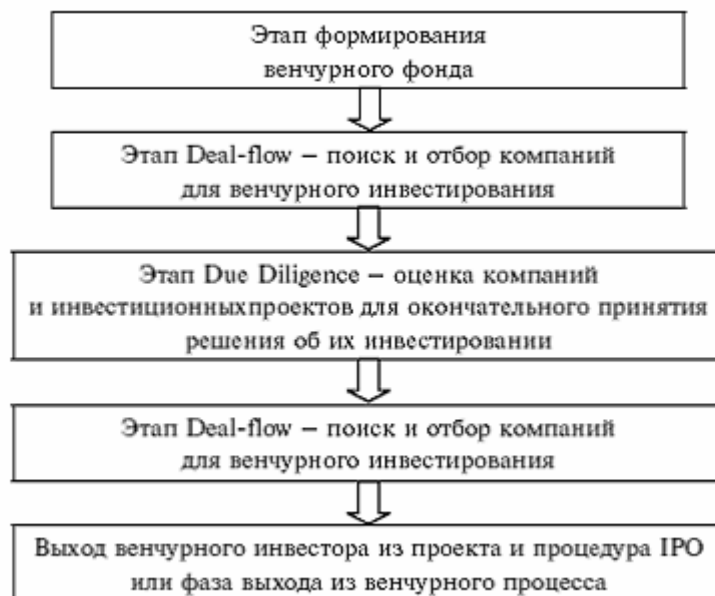 Этап формирования
венчурного фонда
Этап Deal-flow – поиск и отбор компаний
для венчурного инвестирования
Этап Due Diligence – оценка компаний
и инвестиционныхпроектов для окончательного принятия
решения об их инвестировании
Этап Deal-flow – поиск и отбор компаний
для венчурного инвестирования
Выход венчурного инвестора из проекта и процедура IPO
или фаза выхода из венчурного процесса